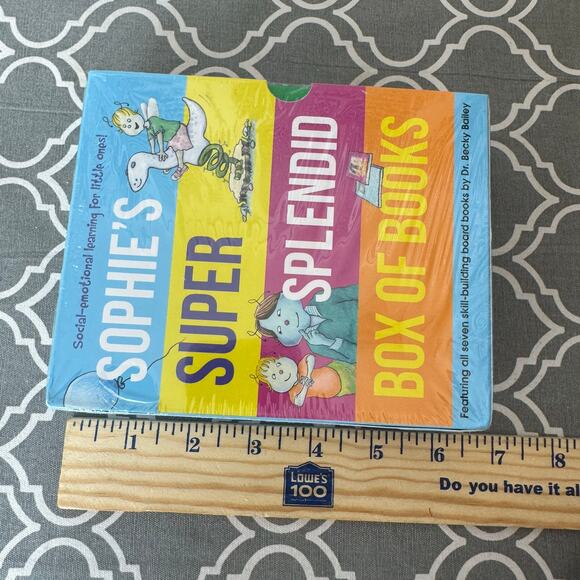 Social-emotional learning for little ones!
SOPHIE'S
SUPER
SPLENDID
BOX OF BOOKS
Featuring all seven skill-building board books by Dr. Becky Bailey
1 2 3 4 5 6 7 8
LOWE'S
100
Do you have it al